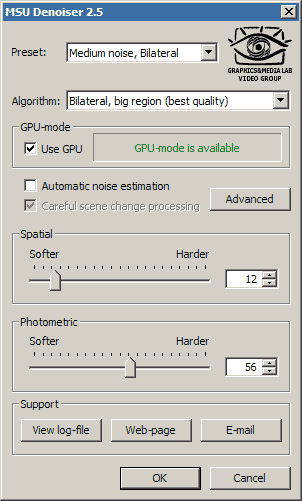 MSU Denoiser 2.5
Preset: Medium noise, Bilateral
GRAPHICS&MEDIA LAB
VIDEO GROUP
Algorithm: Bilateral, big region (best quality)
GPU-mode
Use GPU GPU-mode is available
Automatic noise estimation
Careful scene change processing
Advanced
Spatial
Softer Harder
12
Photometric
Softer Harder
56
Support
View log-file Web-page E-mail
OK Cancel